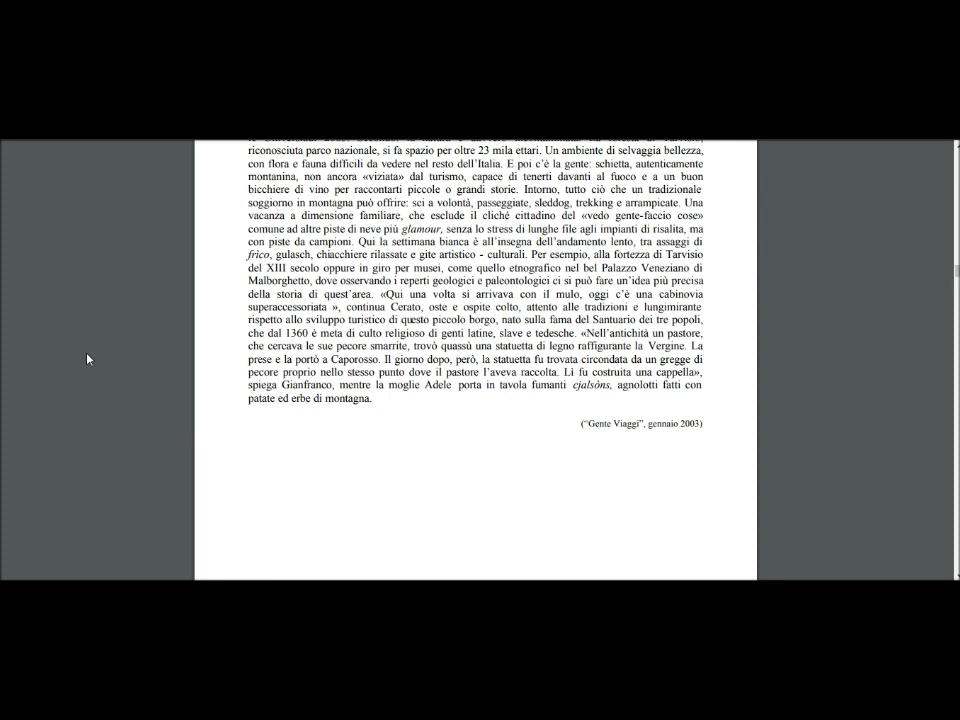 riconosciuta parco nazionale, si fa spazio per oltre 23 mila ettari. Un ambiente di selvaggia bellezza,
con flora e fauna difficili da vedere nel resto dell'Italia. E poi c'è la gente: schietta, autenticamente
montanina, non ancora «viziata» dal turismo, capace di tenerti davanti al fuoco e a un buon
bicchiere di vino per raccontarti piccole o grandi storie. Intorno, tutto ciò che un tradizionale
soggiorno in montagna può offrire: sci a volontà, passeggiate, sleddog, trekking e arrampicate. Una
vacanza a dimensione familiare, che esclude il cliché cittadino del «vedo gente-faccio cose»
comune ad altre piste di neve più glamour, senza lo stress di lunghe file agli impianti di risalita, ma
con piste da campioni. Qui la settimana bianca è all'insegna dell'andamento lento, tra assaggi di
frico, gulasch, chiacchiere rilassate e gite artistico - culturali. Per esempio, alla fortezza di Tarvisio
del XIII secolo oppure in giro per musei, come quello etnografico nel bel Palazzo Veneziano di
Malborghetto, dove osservando i reperti geologici e paleontologici ci si può fare un'idea più precisa
della storia di quest'area. «Qui una volta si arrivava con il mulo, oggi c'è una cabinovia
superaccessoriata », continua Cerato, oste e ospite colto, attento alle tradizioni e lungimirante
rispetto allo sviluppo turistico di questo piccolo borgo, nato sulla fama del Santuario dei tre popoli,
che dal 1360 è meta di culto religioso di genti latine, slave e tedesche. «Nell'antichità un pastore,
che cercava le sue pecore smarrite, trovò quassù una statuetta di legno raffigurante la Vergine. La
prese e la portò a Caporosso. Il giorno dopo, però, la statuetta fu trovata circondata da un gregge di
pecore proprio nello stesso punto dove il pastore l'aveva raccolta. Lì fu costruita una cappella»,
spiega Gianfranco, mentre la moglie Adele porta in tavola fumanti cjalsòns, agnolotti fatti con
patate ed erbe di montagna.
("Gente Viaggi", gennaio 2003)